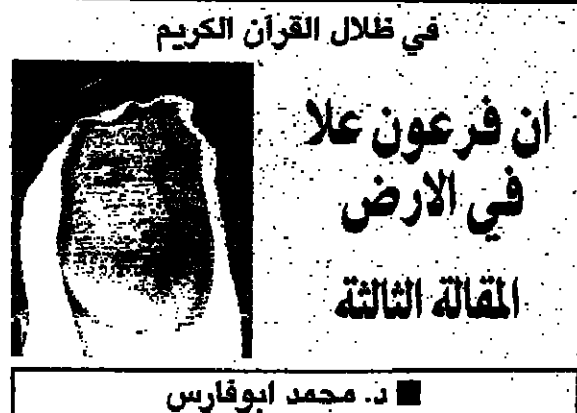 في ظلال القرآن الكريم
ان فرعون علا
في الارض
المقالة الثالثة
د. محمد ابوفارس